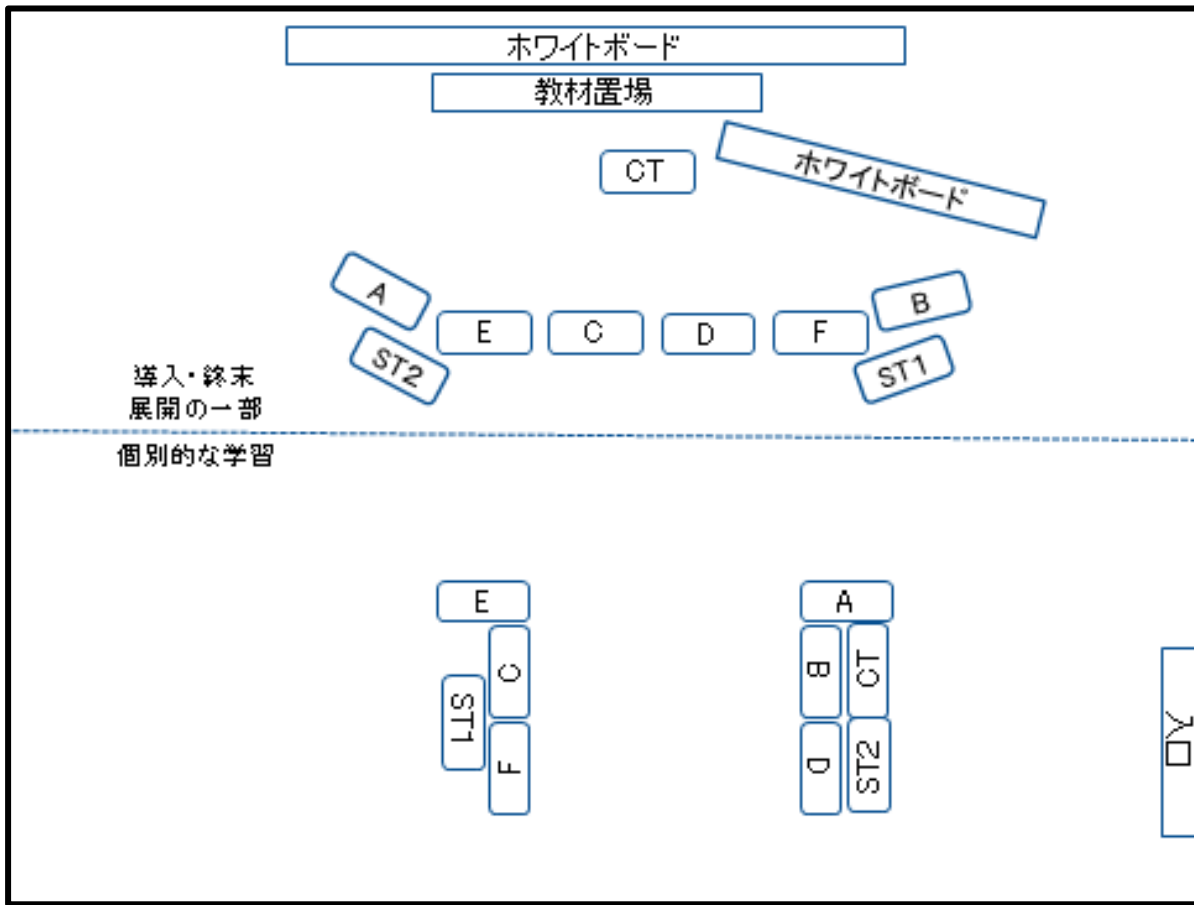 ホワイトボード
教材置場
CT
ホワイトボード
A
B
E
C
D
F
ST2
ST1
導入・終末
展開の一部
個別的な学習
E
A
C
B
CT
ST1
F
D
ST2
入口